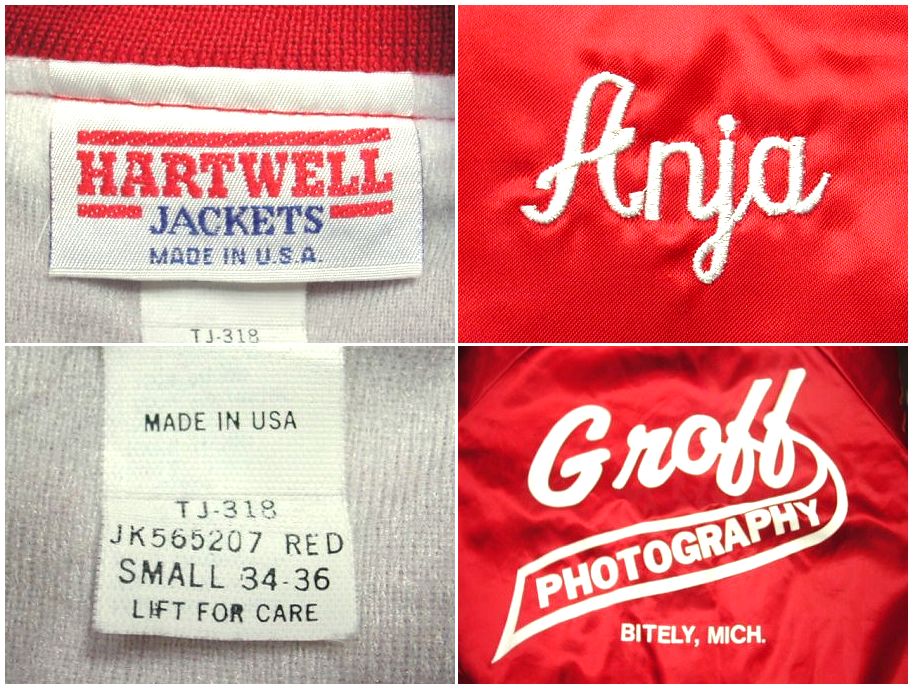 HARTWELL
JACKETS
MADE IN U.S.A.
TJ-318
Anja
MADE IN USA
TJ-318
JK565207 RED
SMALL 34-36
LIFT FOR CARE
Groff
PHOTOGRAPHY
BITELY, MICH.